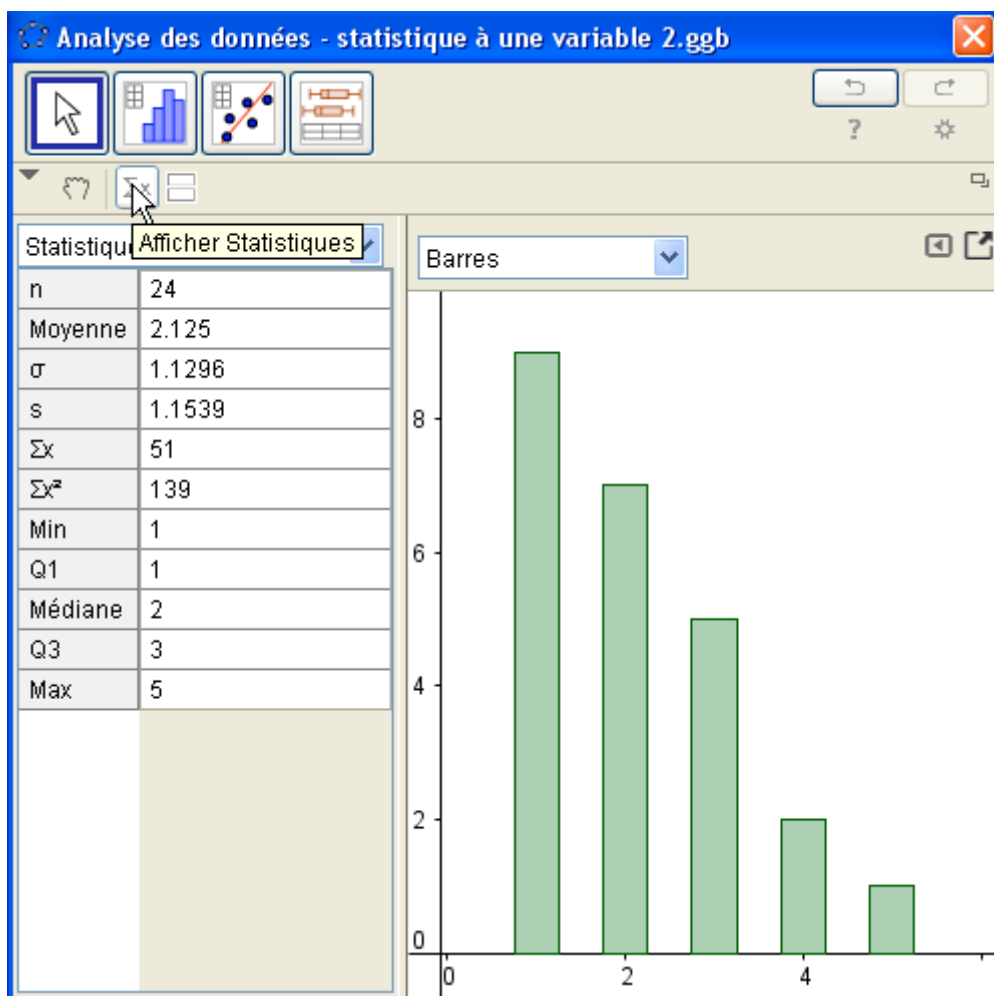 Analyse des données - statistique à une variable 2.ggb
?
Σx
Afficher Statistiques
Barres
n 24
Moyenne 2.125
σ 1.1296
s 1.1539
Σx 51
Σx² 139
Min 1
Q1 1
Médiane 2
Q3 3
Max 5
8
6
4
2
0
0 2 4